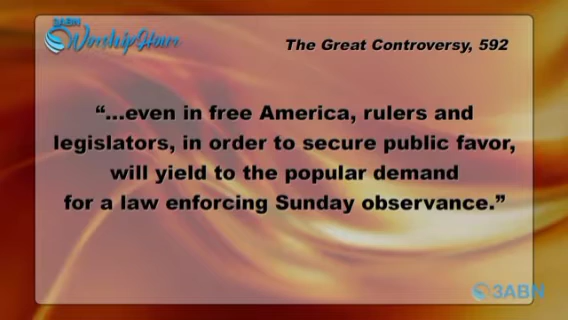 3ABN
WorshipHour
The Great Controversy, 592
“...even in free America, rulers and
legislators, in order to secure public favor,
will yield to the popular demand
for a law enforcing Sunday observance.”
3ABN